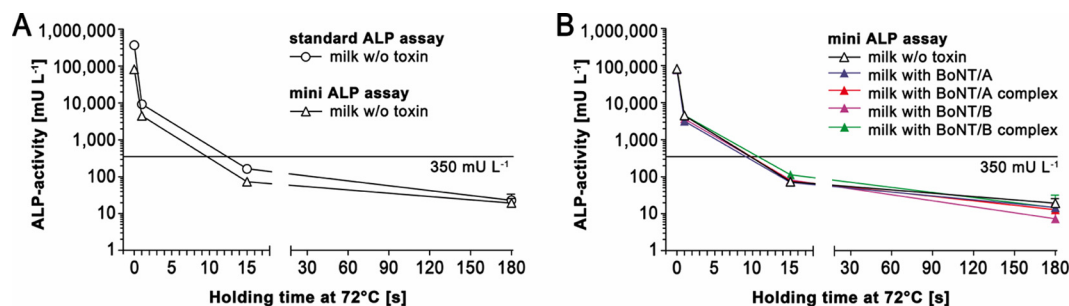 A
ALP-activity [mU L⁻¹]
1,000,000
100,000
10,000
1,000
100
10
1
standard ALP assay
milk w/o toxin
mini ALP assay
milk w/o toxin
350 mU L⁻¹
0 5 10 15 30 60 90 120 150 180
Holding time at 72°C [s]
B
ALP-activity [mU L⁻¹]
1,000,000
100,000
10,000
1,000
100
10
1
mini ALP assay
milk w/o toxin
milk with BoNT/A
milk with BoNT/A complex
milk with BoNT/B
milk with BoNT/B complex
350 mU L⁻¹
0 5 10 15 30 60 90 120 150 180
Holding time at 72°C [s]